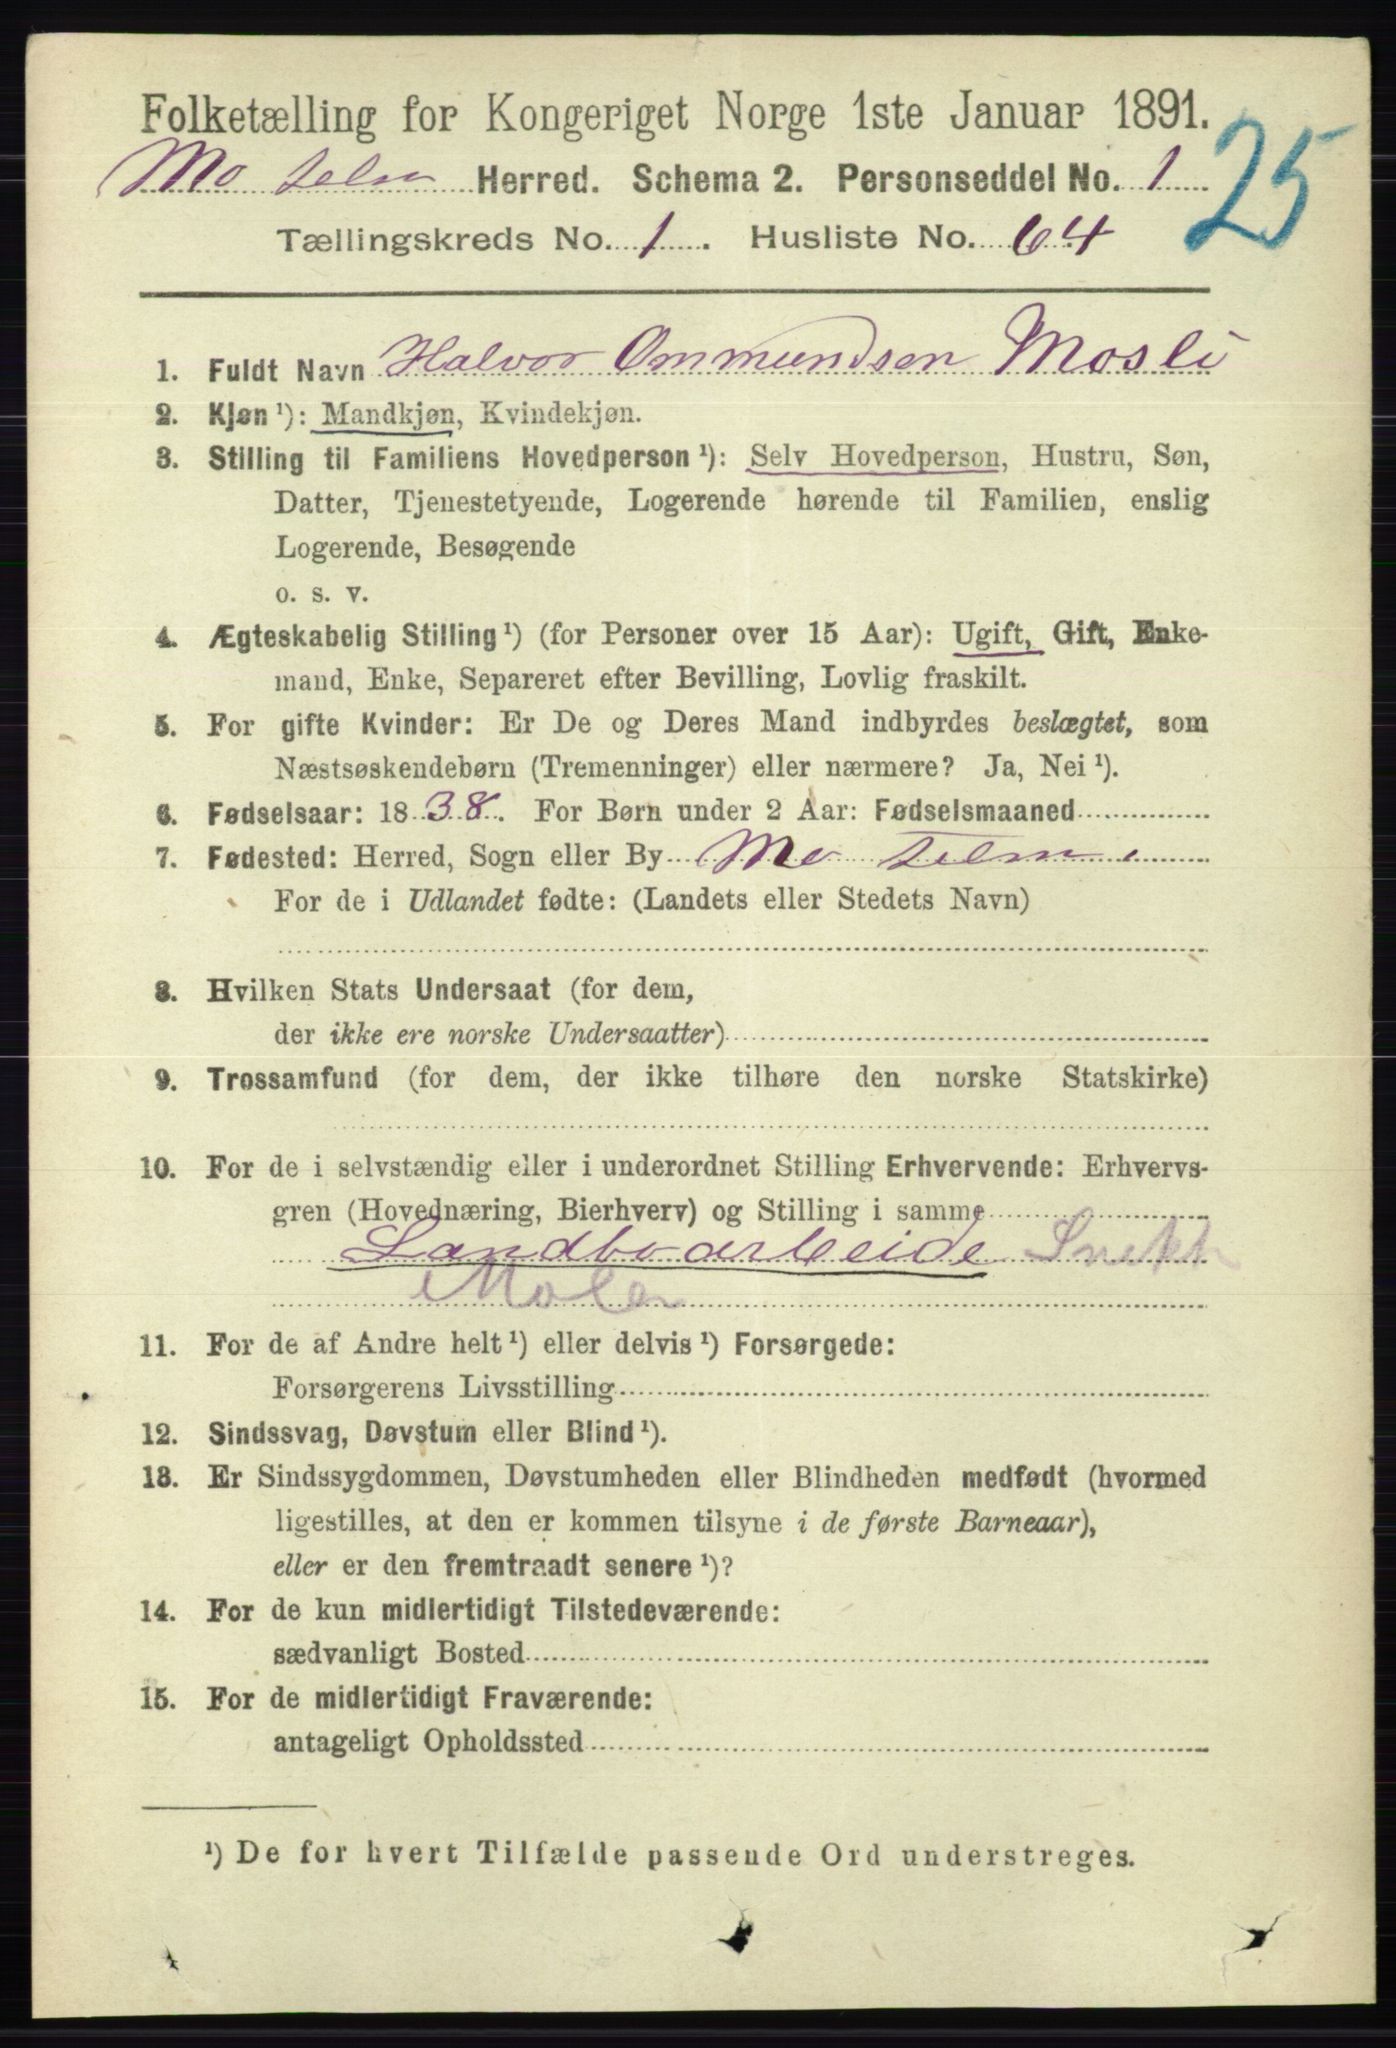 Folketælling for Kongeriget Norge 1ste Januar 1891.
25
Mo Telm Herred. Schema 2. Personseddel No. 1
Tællingskreds No. 1. Husliste No. 64
1. Fuldt Navn Halvor Ommundsen Mosli
2. Kjøn ¹): Mandkjøn, Kvindekjøn.
3. Stilling til Familiens Hovedperson ¹): Selv Hovedperson, Hustru, Søn,
Datter, Tjenestetyende, Logerende hørende til Familien, enslig
Logerende, Besøgende
o. s. v.
4. Ægteskabelig Stilling ¹) (for Personer over 15 Aar): Ugift, Gift, Enke-
mand, Enke, Separeret efter Bevilling, Lovlig fraskilt.
5. For gifte Kvinder: Er De og Deres Mand indbyrdes beslægtet, som
Næstsøskendebørn (Tremenninger) eller nærmere? Ja, Nei ¹).
6. Fødselsaar: 1838. For Børn under 2 Aar: Fødselsmaaned
7. Fødested: Herred, Sogn eller By Mo Telm
For de i Udlandet fødte: (Landets eller Stedets Navn)
8. Hvilken Stats Undersaat (for dem,
der ikke ere norske Undersaatter)
9. Trossamfund (for dem, der ikke tilhøre den norske Statskirke)
10. For de i selvstændig eller i underordnet Stilling Erhvervende: Erhvervs-
gren (Hovednæring, Bierhverv) og Stilling i samme
Landboarbeide Snekk
Maler
11. For de af Andre helt ¹) eller delvis ¹) Forsørgede:
Forsørgerens Livsstilling
12. Sindssvag, Døvstum eller Blind ¹).
13. Er Sindssygdommen, Døvstumheden eller Blindheden medfødt (hvormed
ligestilles, at den er kommen tilsyne i de første Barneaar),
eller er den fremtraadt senere ¹)?
14. For de kun midlertidigt Tilstedeværende:
sædvanligt Bosted
15. For de midlertidigt Fraværende:
antageligt Opholdssted
¹) De for hvert Tilfælde passende Ord understreges.